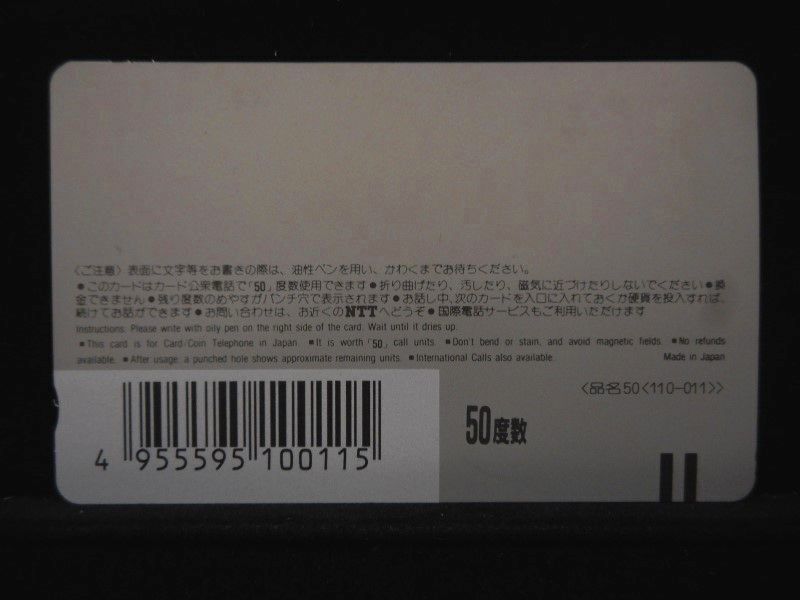 〈ご注意〉表面に文字等をお書きの際は、油性ペンを用い、かわくまでお待ちください。
●このカードはカード公衆電話で「50」度数使用できます●折り曲げたり、汚したり、磁気に近づけたりしないでください●換
金できません●残り度数のめやすがパンチ穴で表示されます●お話し中、次のカードを入口に入れておくか硬貨を投入すれば、
続けてお話ができます●お問い合わせは、お近くのNTTへどうぞ●国際電話サービスもご利用いただけます
Instructions: Please write with oily pen on the right side of the card. Wait until it dries up.
■This card is for Card/Coin Telephone in Japan. ■It is worth「50」call units. ■Don't bend or stain, and avoid magnetic fields. ■No refunds
available. ■After usage a punched hole shows approximate remaining units. ■International Calls also available. Made in Japan
〈品名50〈110-011〉〉
50度数
4 955595 100115